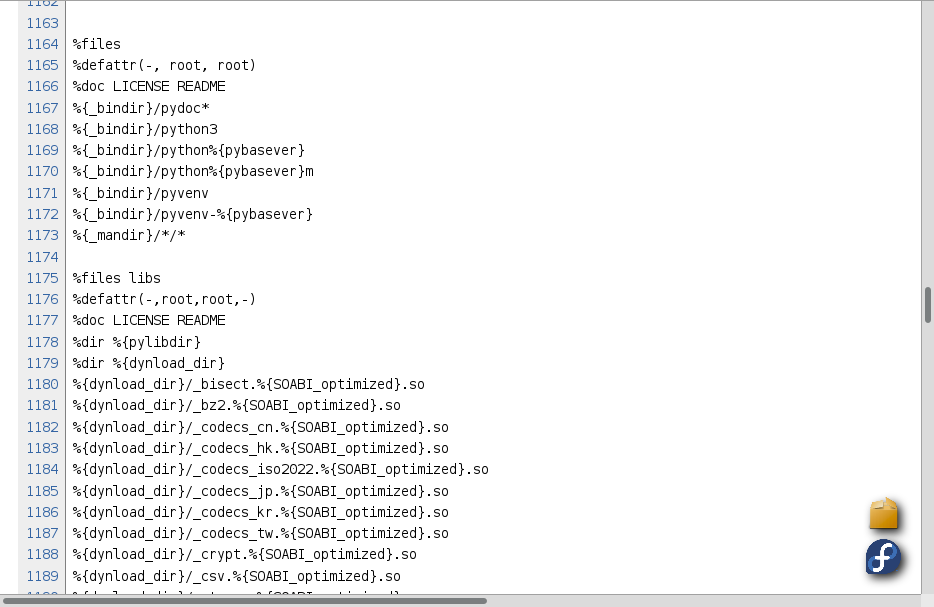 1162
1163
1164 %files
1165 %defattr(-, root, root)
1166 %doc LICENSE README
1167 %{_bindir}/pydoc*
1168 %{_bindir}/python3
1169 %{_bindir}/python%{pybasever}
1170 %{_bindir}/python%{pybasever}m
1171 %{_bindir}/pyvenv
1172 %{_bindir}/pyvenv-%{pybasever}
1173 %{_mandir}/*/*
1174
1175 %files libs
1176 %defattr(-,root,root,-)
1177 %doc LICENSE README
1178 %dir %{pylibdir}
1179 %dir %{dynload_dir}
1180 %{dynload_dir}/_bisect.%{SOABI_optimized}.so
1181 %{dynload_dir}/_bz2.%{SOABI_optimized}.so
1182 %{dynload_dir}/_codecs_cn.%{SOABI_optimized}.so
1183 %{dynload_dir}/_codecs_hk.%{SOABI_optimized}.so
1184 %{dynload_dir}/_codecs_iso2022.%{SOABI_optimized}.so
1185 %{dynload_dir}/_codecs_jp.%{SOABI_optimized}.so
1186 %{dynload_dir}/_codecs_kr.%{SOABI_optimized}.so
1187 %{dynload_dir}/_codecs_tw.%{SOABI_optimized}.so
1188 %{dynload_dir}/_crypt.%{SOABI_optimized}.so
1189 %{dynload_dir}/_csv.%{SOABI_optimized}.so